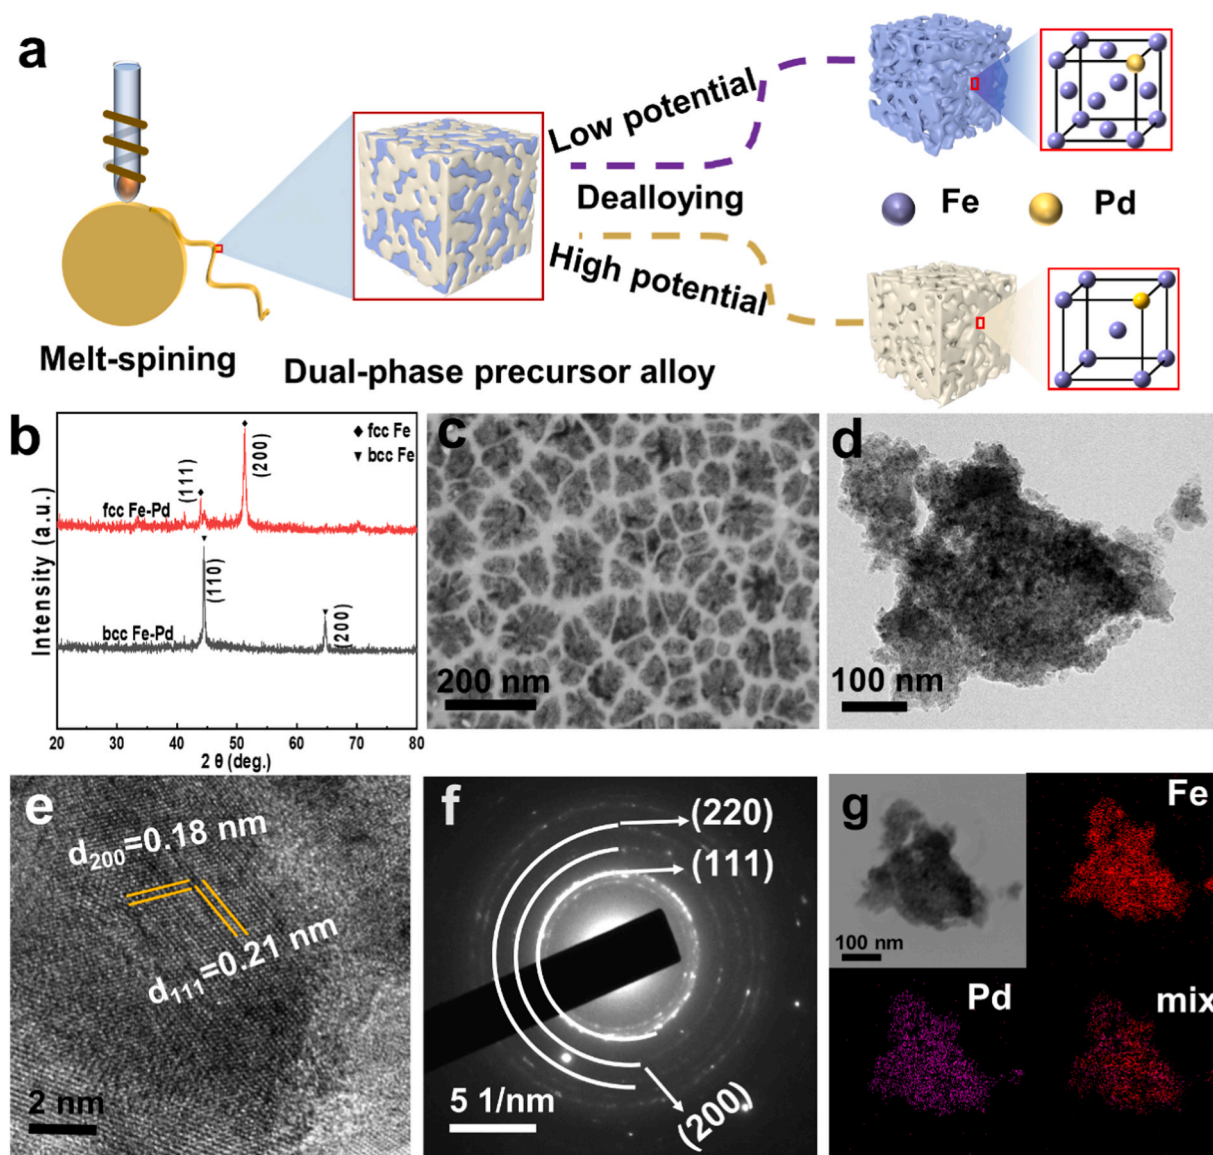 a
Low potential
Dealloying
High potential
Fe
Pd
Melt-spining
Dual-phase precursor alloy
b
Intensity (a.u.)
fcc Fe
bcc Fe
(111)
(200)
fcc Fe-Pd
(110)
(200)
bcc Fe-Pd
20 30 40 50 60 70 80
2 θ (deg.)
c
200 nm
d
100 nm
e
d200=0.18 nm
d111=0.21 nm
2 nm
f
(220)
(111)
(200)
5 1/nm
g
100 nm
Fe
Pd
mix